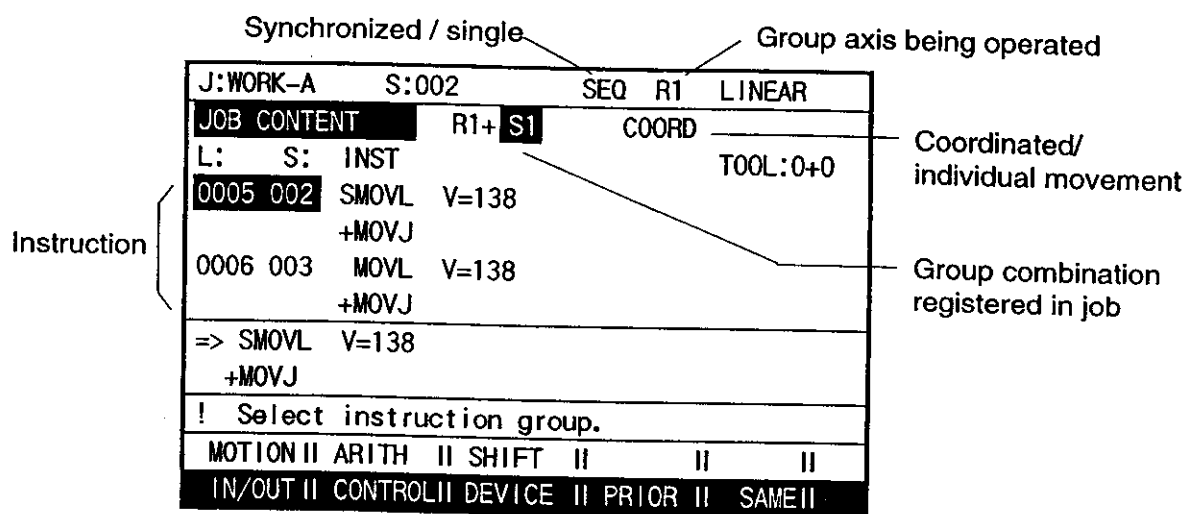 Synchronized / single
Group axis being operated
J:WORK-A S:002 SEQ R1 LINEAR
JOB CONTENT R1+ S1 COORD
L: S: INST TOOL:0+0
0005 002 SMOVL V=138
+MOVJ
0006 003 MOVL V=138
+MOVJ
=> SMOVL V=138
+MOVJ
! Select instruction group.
MOTION || ARITH || SHIFT || || ||
IN/OUT || CONTROL|| DEVICE || PRIOR || SAME ||
Instruction
Coordinated/
individual movement
Group combination
registered in job